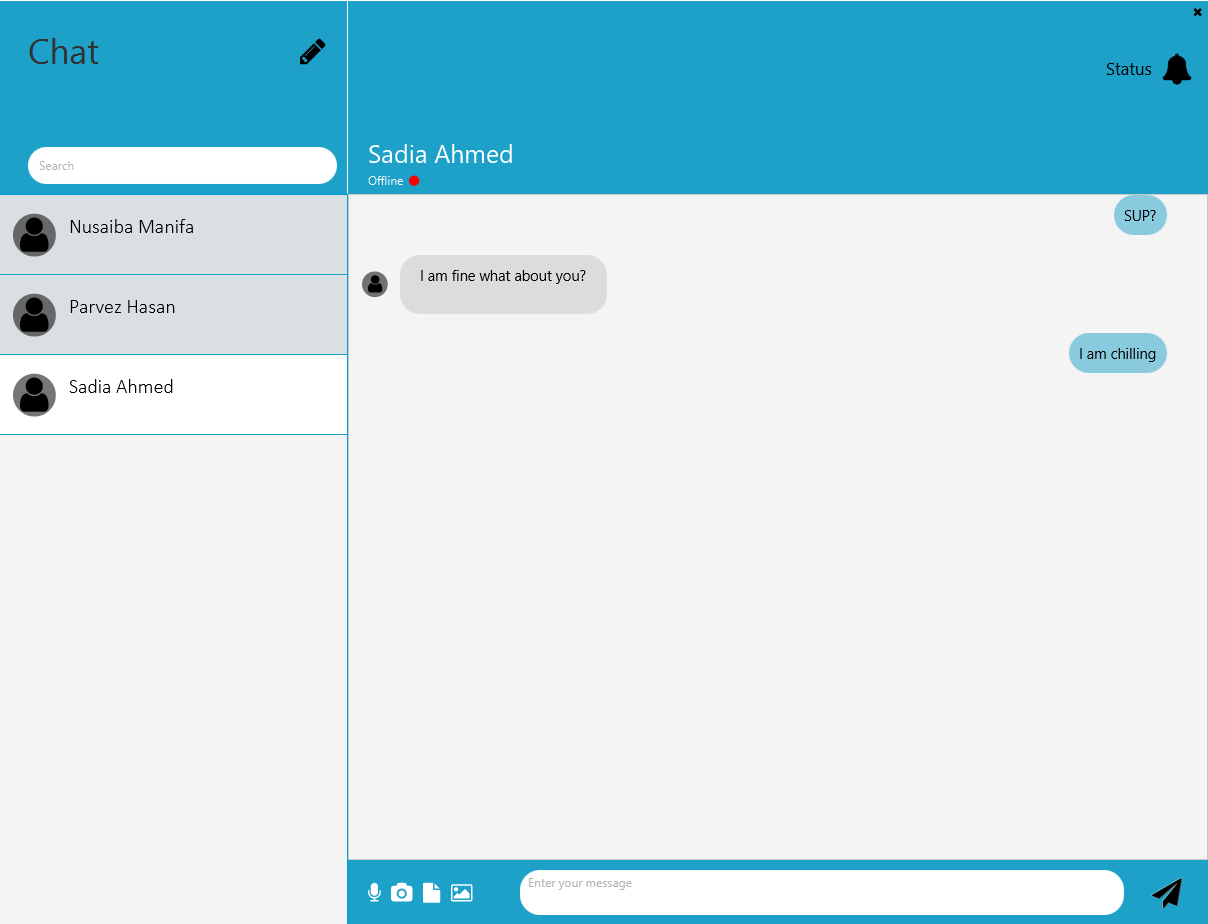 Chat
Search
Nusaiba Manifa
Parvez Hasan
Sadia Ahmed
Status
Sadia Ahmed
Offline
SUP?
I am fine what about you?
I am chilling
Enter your message